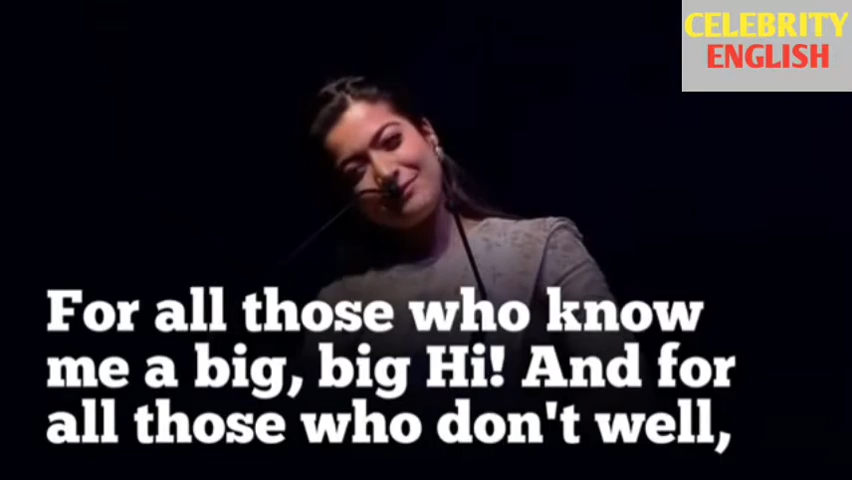 CELEBRITY
ENGLISH
For all those who know
me a big, big Hi! And for
all those who don't well,